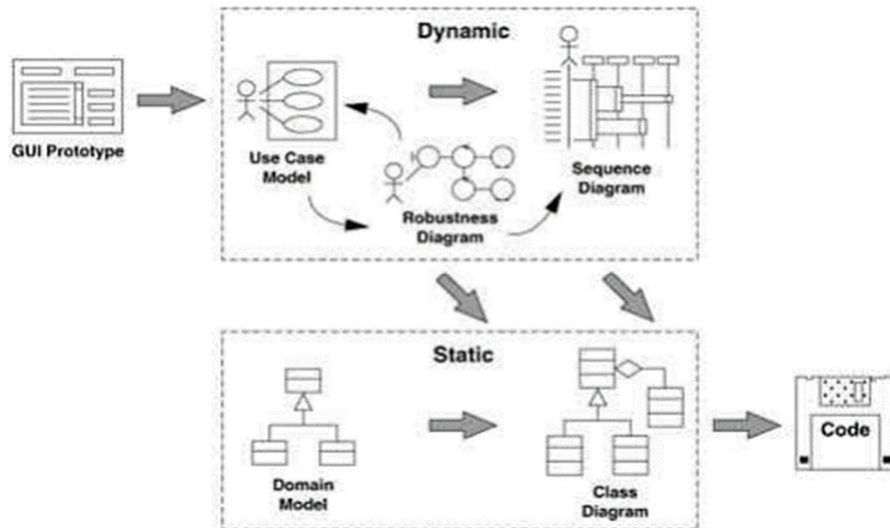 Dynamic
GUI Prototype
Use Case
Model
Robustness
Diagram
Sequence
Diagram
Static
Domain
Model
Class
Diagram
Code